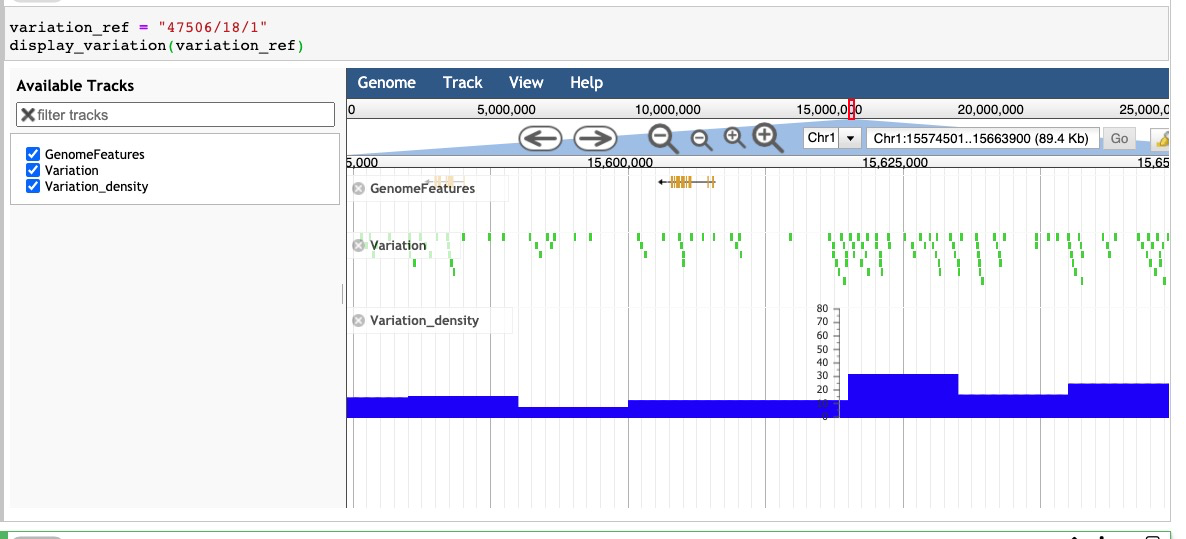 variation_ref = "47506/18/1"
display_variation(variation_ref)
Available Tracks
filter tracks
GenomeFeatures
Variation
Variation_density
Genome Track View Help
0 5,000,000 10,000,000 15,000,000 20,000,000 25,000,0
Chr1 Chr1:15574501..15663900 (89.4 Kb) Go
5,000 15,600,000 15,625,000 15,65
GenomeFeatures
Variation
Variation_density
80
70
60
50
40
30
20
10
0